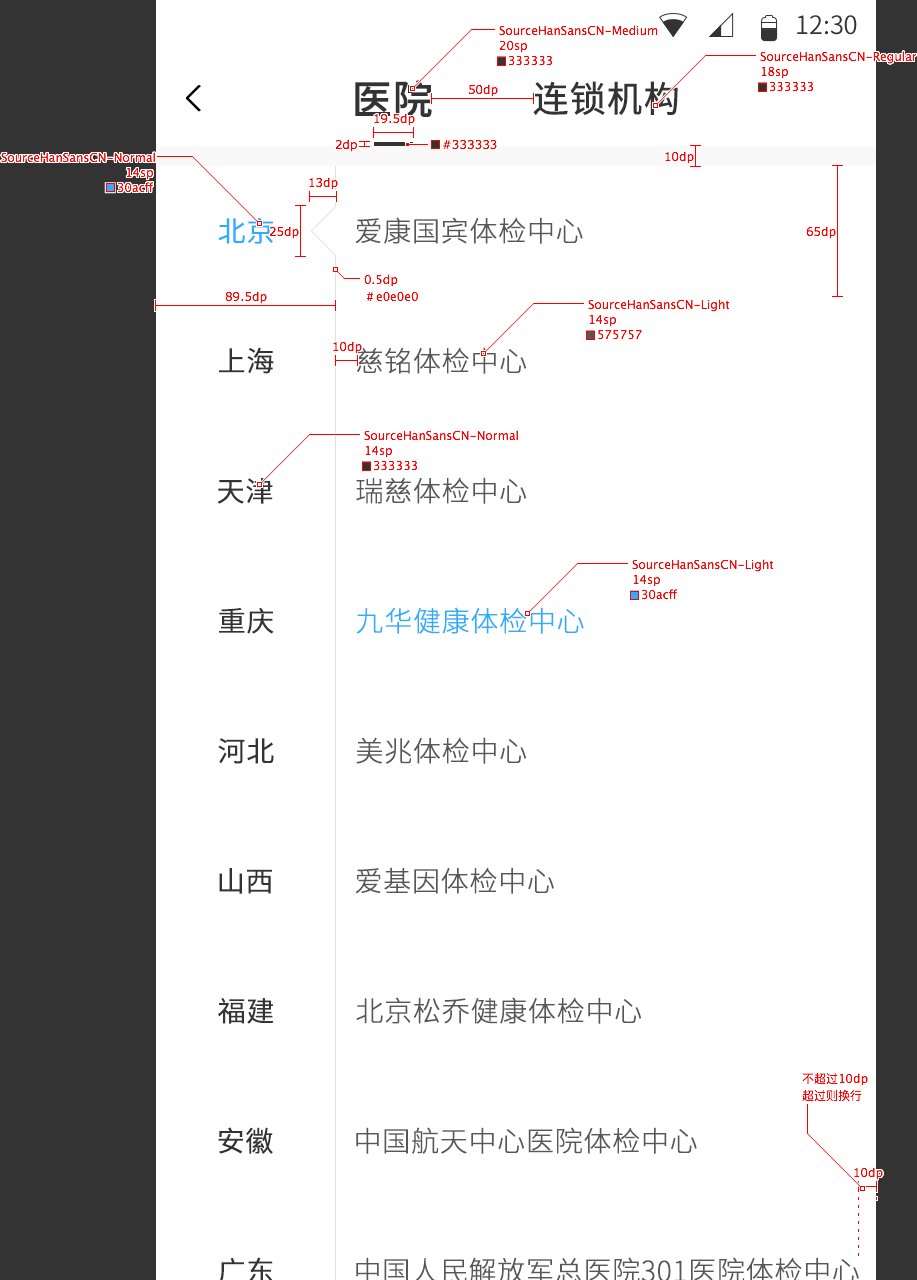 12:30
SourceHanSansCN-Medium
20sp
333333
SourceHanSansCN-Regular
18sp
333333
医院
50dp
连锁机构
19.5dp
2dp
#333333
10dp
SourceHanSansCN-Normal
14sp
30acff
13dp
北京
25dp
爱康国宾体检中心
65dp
0.5dp
#e0e0e0
89.5dp
SourceHanSansCN-Light
14sp
575757
上海
10dp
慈铭体检中心
SourceHanSansCN-Normal
14sp
333333
天津
瑞慈体检中心
SourceHanSansCN-Light
14sp
30acff
重庆
九华健康体检中心
河北
美兆体检中心
山西
爱基因体检中心
福建
北京松乔健康体检中心
不超过10dp
超过则换行
安徽
中国航天中心医院体检中心
10dp
广东
中国人民解放军总医院301医院体检中心